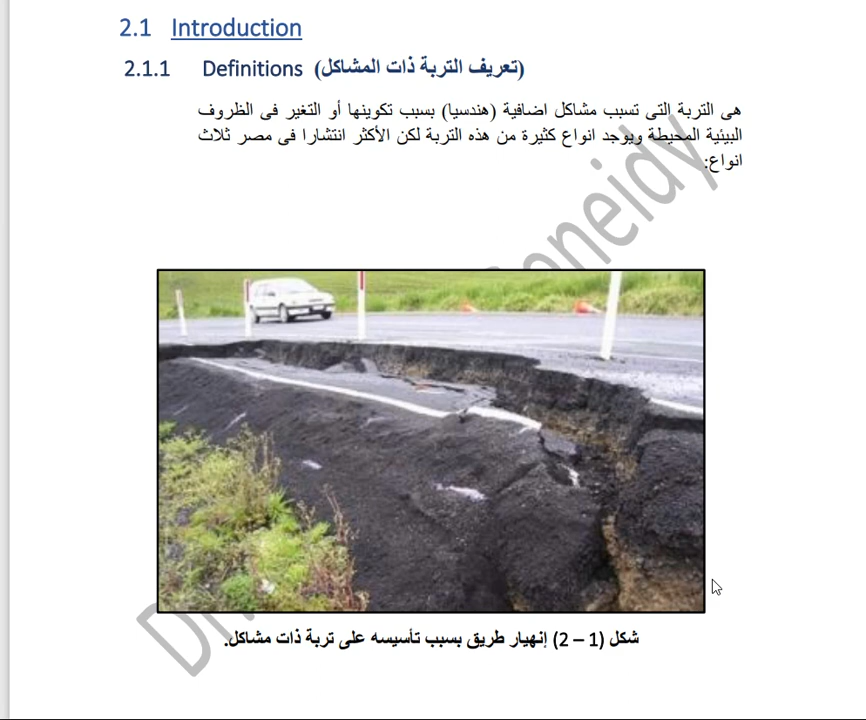 2.1 Introduction
2.1.1 Definitions (تعريف التربة ذات المشاكل)
هى التربة التى تسبب مشاكل اضافية (هندسيا) بسبب تكوينها أو التغير فى الظروف
البيئية المحيطة ويوجد انواع كثيرة من هذه التربة لكن الأكثر انتشارا فى مصر ثلاث
انواع:
شكل (1 – 2) إنهيار طريق بسبب تأسيسه على تربة ذات مشاكل.